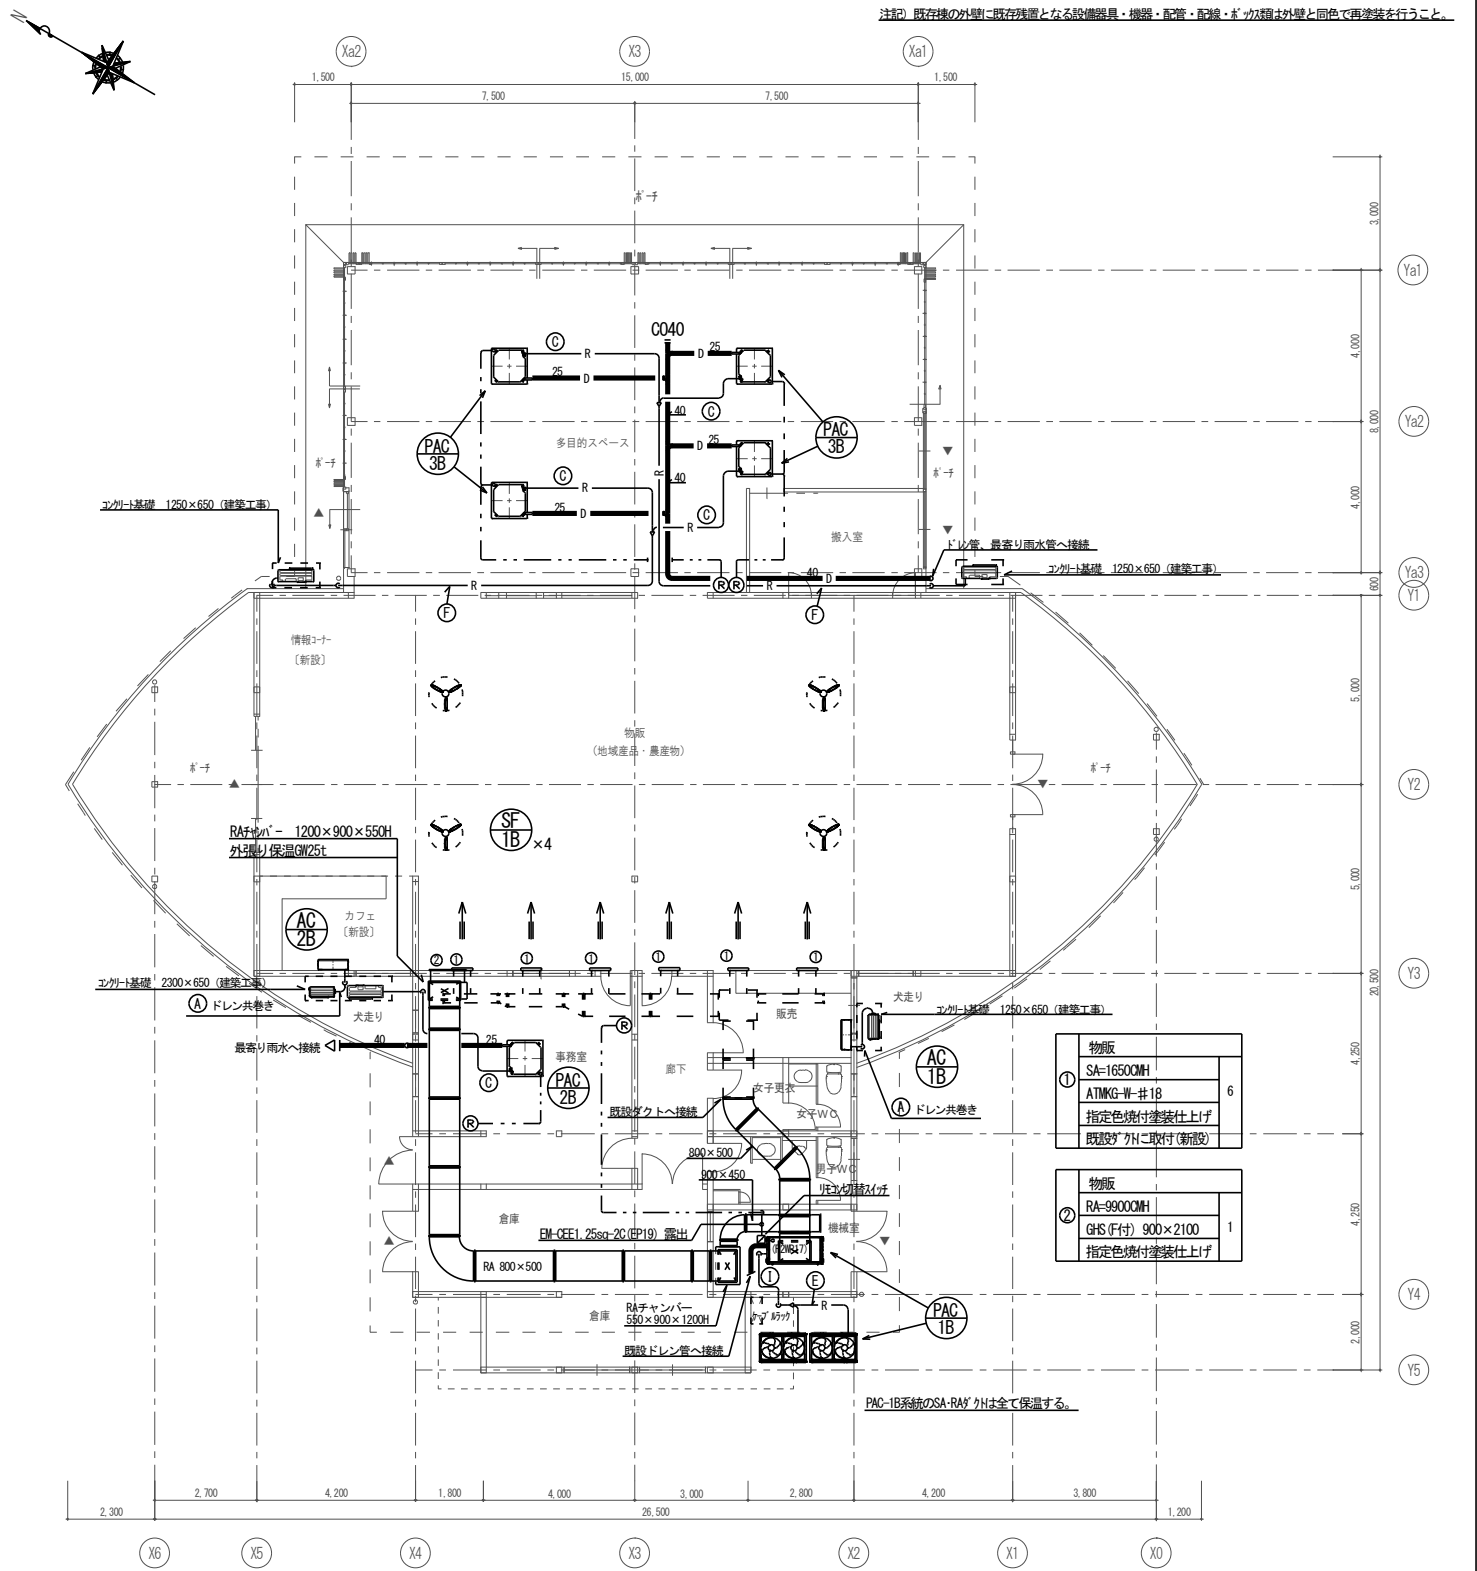 注記）既存棟の外壁に既存残置となる設備器具・機器・配管・配線・ボックス類は外壁と同色で再塗装を行うこと。
N
Xa2
X3
Xa1
1,500
15,000
1,500
7,500
7,500
ポーチ
3,000
Ya1
CO40
C
R
D
25
25
D
4,000
40
C
PAC
3B
PAC
3B
Ya2
8,000
多目的スペース
D
25
ポーチ
ポーチ
C
R
R
40
25
D
C
R
4,000
コンクリート基礎 1250×650（建築工事）
搬入室
ドレン管、最寄り雨水管へ接続
コンクリート基礎 1250×650（建築工事）
Ya3
R
R
R
R
40
D
600
Y1
F
F
情報コーナー
〔新設〕
5,000
物販
（地域産品・農産物）
ポーチ
ポーチ
Y2
SF
1B
×4
RAチャンバー 1200×900×550H
外張り保温GW25t
5,000
AC
2B
カフェ
〔新設〕
②
①
①
①
①
①
①
Y3
20,500
コンクリート基礎 2300×650（建築工事）
A ドレン共巻き
犬走り
販売
犬走り
コンクリート基礎 1250×650（建築工事）
R
最寄り雨水へ接続
40
25
事務室
廊下
C
PAC
2B
AC
1B
4,250
女子更衣
女子WC
A ドレン共巻き
既設ダクトへ接続
R
①
物販
SA=1650CMH
ATMKG-W-＃18
指定色焼付塗装仕上げ
既設ダクトに取付（新設）
6
800×500
男子WC
900×450
リモコン切替スイッチ
②
物販
RA=9900CMH
GHS(F付) 900×2100
指定色焼付塗装仕上げ
1
倉庫
EM-CEE1.25sq-2C(EP19) 露出
機械室
4,250
RA 800×500
I
E
R
Y4
RAチャンバー
550×900×1200H
倉庫
ケーブルラック
PAC
1B
2,000
既設ドレン管へ接続
Y5
PAC-1B系統のSA・RAダクトは全て保温する。
2,700
4,200
1,800
4,000
3,000
2,800
4,200
3,800
2,300
26,500
1,200
X6
X5
X4
X3
X2
X1
X0